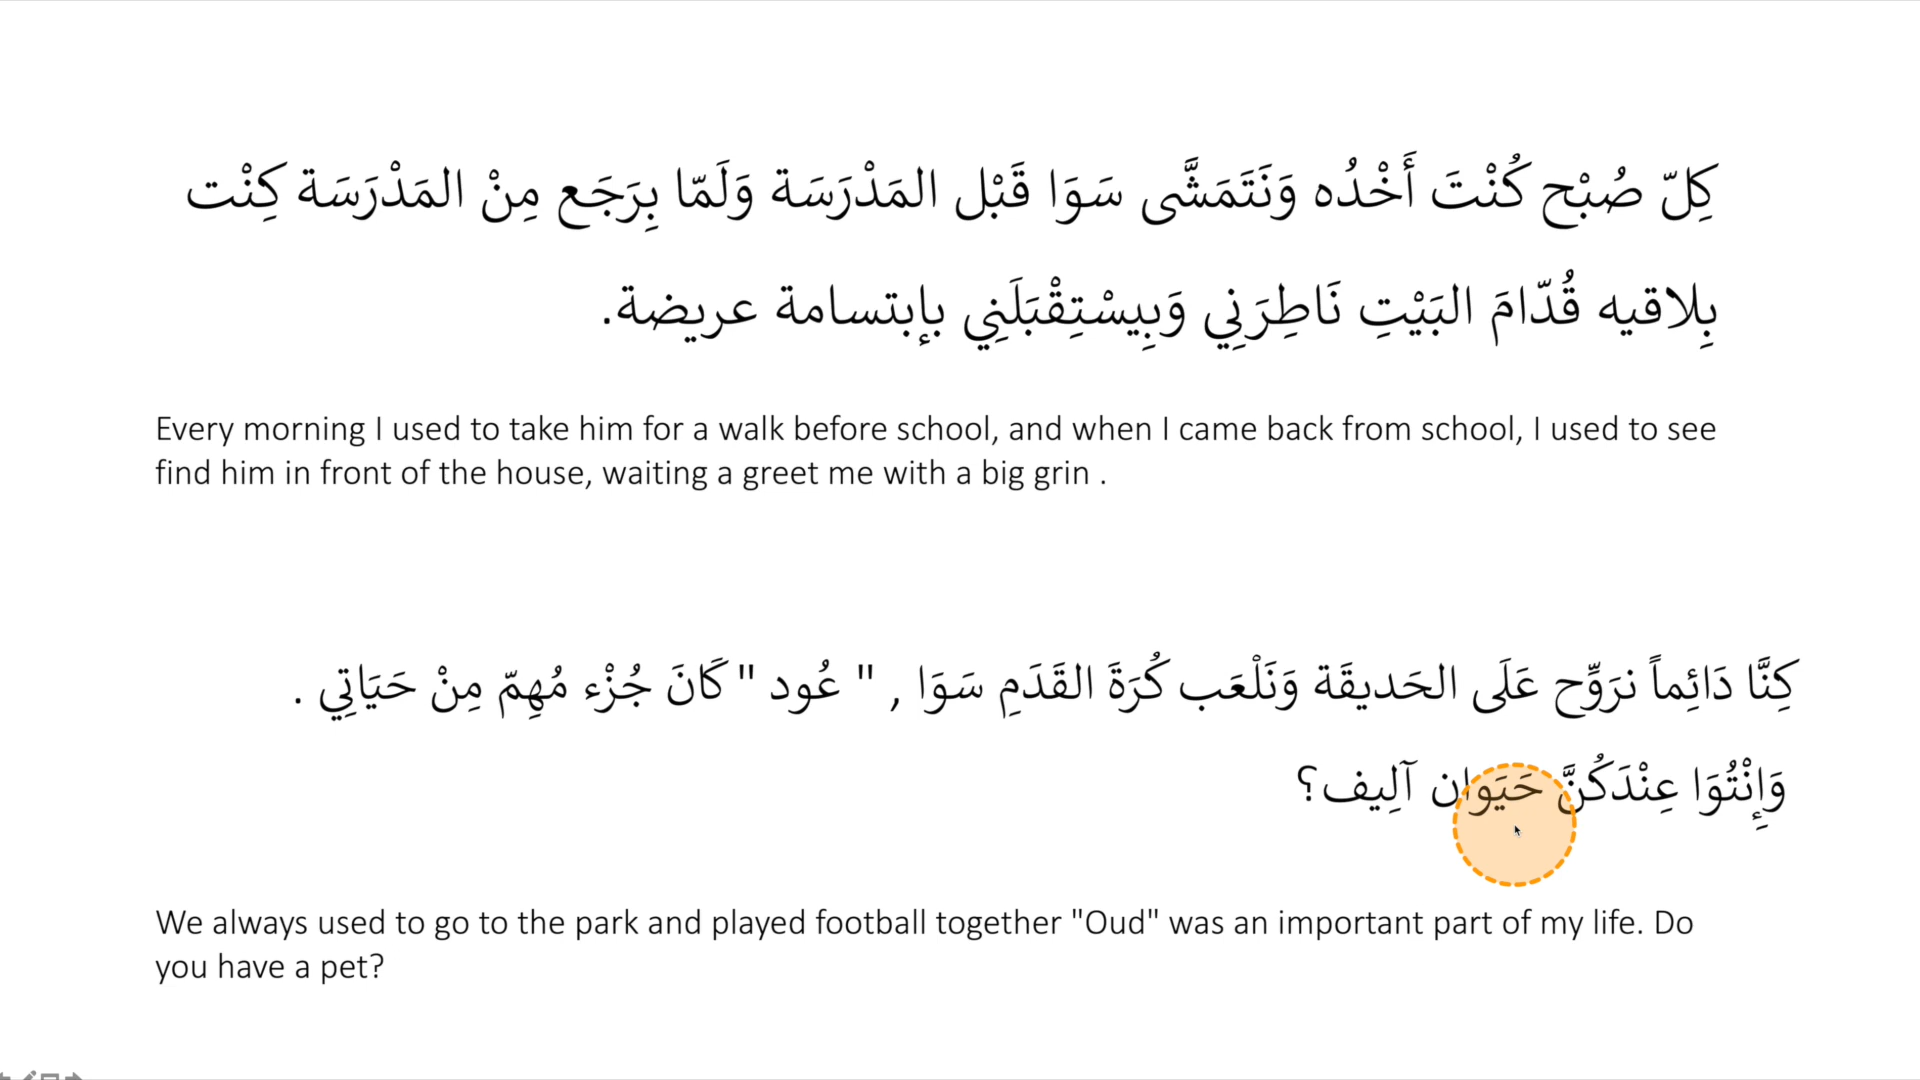 كِلّ صُبْح كُنْتَ أَخْدُه وَنَتَمَشَّى سَوَا قَبْل المَدْرَسَة وَلَمّا بِرَجَع مِنْ المَدْرَسَة كِنْت
بِلاقيه قُدّامَ البَيْتِ نَاطِرَنِي وَبِيسْتِقْبَلَنِي بإبتسامة عريضة.
Every morning I used to take him for a walk before school, and when I came back from school, I used to see
find him in front of the house, waiting a greet me with a big grin .
كِنَّا دَائِماً نرَوِّح عَلَى الحَديقَة وَنَلْعَب كُرَةَ القَدَمِ سَوَا , " عُود " كَانَ جُزْء مُهِمّ مِنْ حَيَاتِي .
وَإِنْتُوَا عِنْدَكُنَّ حَيَوان آلِيف؟
We always used to go to the park and played football together "Oud" was an important part of my life. Do
you have a pet?